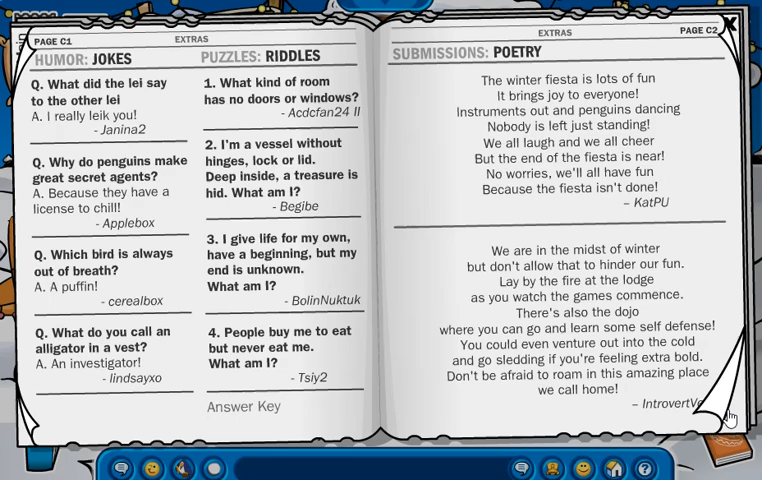 PAGE C1
EXTRAS
HUMOR: JOKES
Q. What did the lei say
to the other lei
A. I really leik you!
- Janina2
Q. Why do penguins make
great secret agents?
A. Because they have a
license to chill!
- Applebox
Q. Which bird is always
out of breath?
A. A puffin!
- cerealbox
Q. What do you call an
alligator in a vest?
A. An investigator!
- lindsayxo
PUZZLES: RIDDLES
1. What kind of room
has no doors or windows?
- Acdcfan24 II
2. I'm a vessel without
hinges, lock or lid.
Deep inside, a treasure is
hid. What am I?
- Begibe
3. I give life for my own,
have a beginning, but my
end is unknown.
What am I?
- BolinNuktuk
4. People buy me to eat
but never eat me.
What am I?
- Tsiy2
Answer Key
EXTRAS
PAGE C2
X
SUBMISSIONS: POETRY
The winter fiesta is lots of fun
It brings joy to everyone!
Instruments out and penguins dancing
Nobody is left just standing!
We all laugh and we all cheer
But the end of the fiesta is near!
No worries, we'll all have fun
Because the fiesta isn't done!
– KatPU
We are in the midst of winter
but don't allow that to hinder our fun.
Lay by the fire at the lodge
as you watch the games commence.
There's also the dojo
where you can go and learn some self defense!
You could even venture out into the cold
and go sledding if you're feeling extra bold.
Don't be afraid to roam in this amazing place
we call home!
?